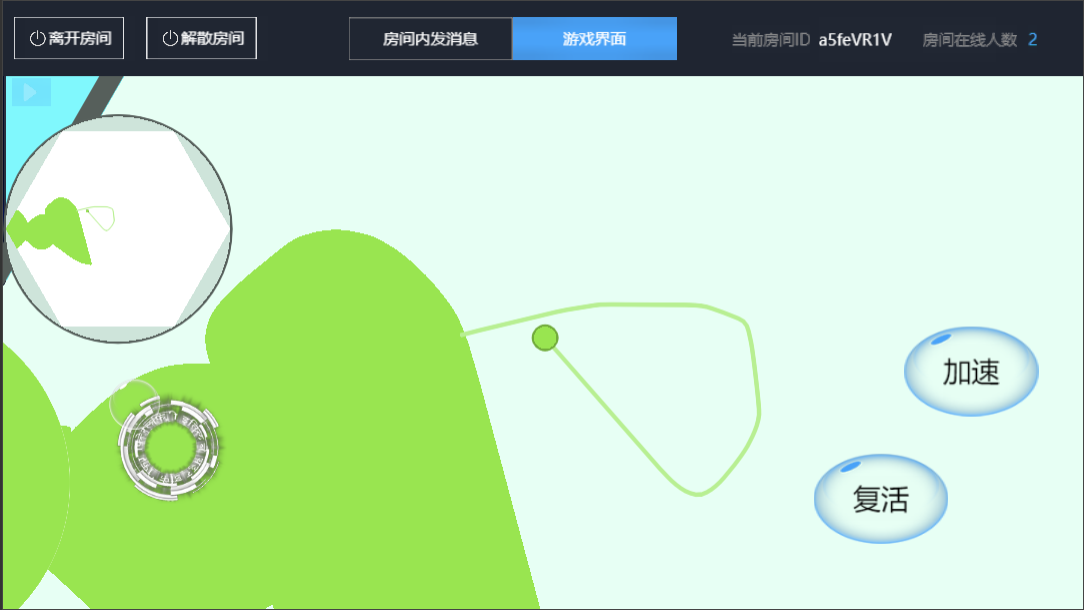 离开房间
解散房间
房间内发消息
游戏界面
当前房间ID a5feVR1V
房间在线人数 2
加速
复活